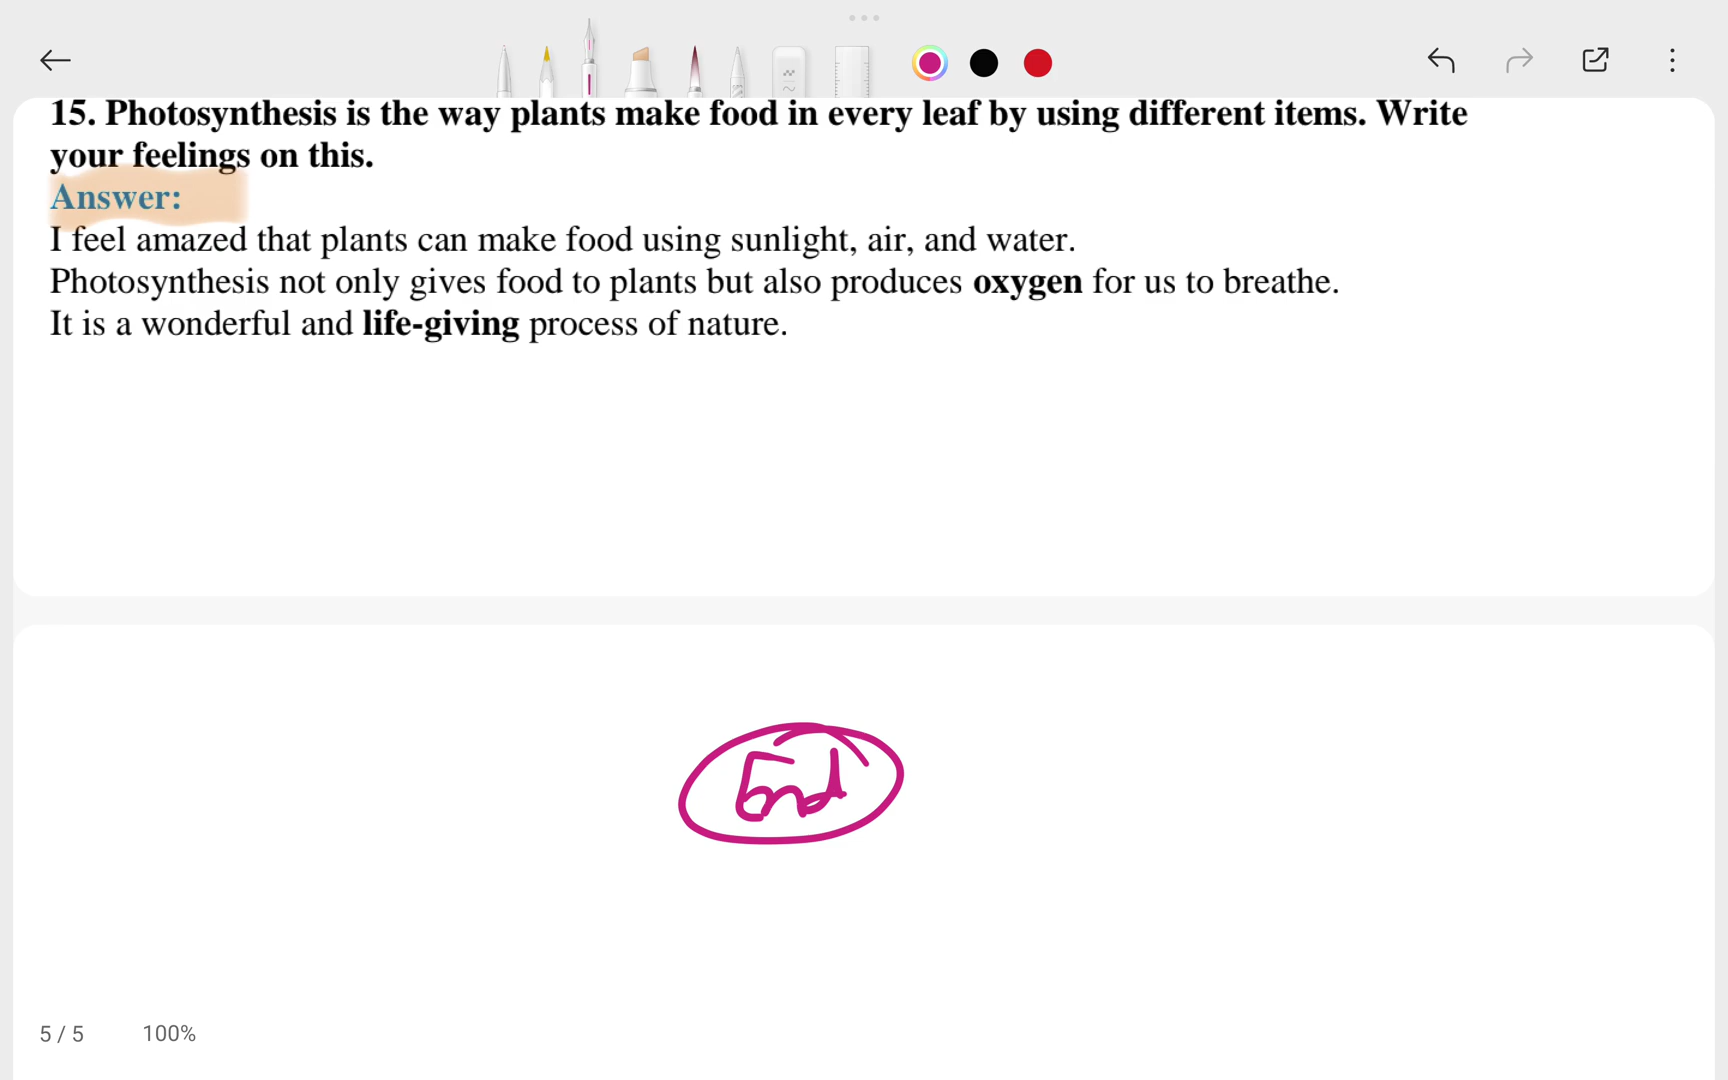 15. Photosynthesis is the way plants make food in every leaf by using different items. Write
your feelings on this.
Answer:
I feel amazed that plants can make food using sunlight, air, and water.
Photosynthesis not only gives food to plants but also produces oxygen for us to breathe.
It is a wonderful and life-giving process of nature.
End
5 / 5
100%